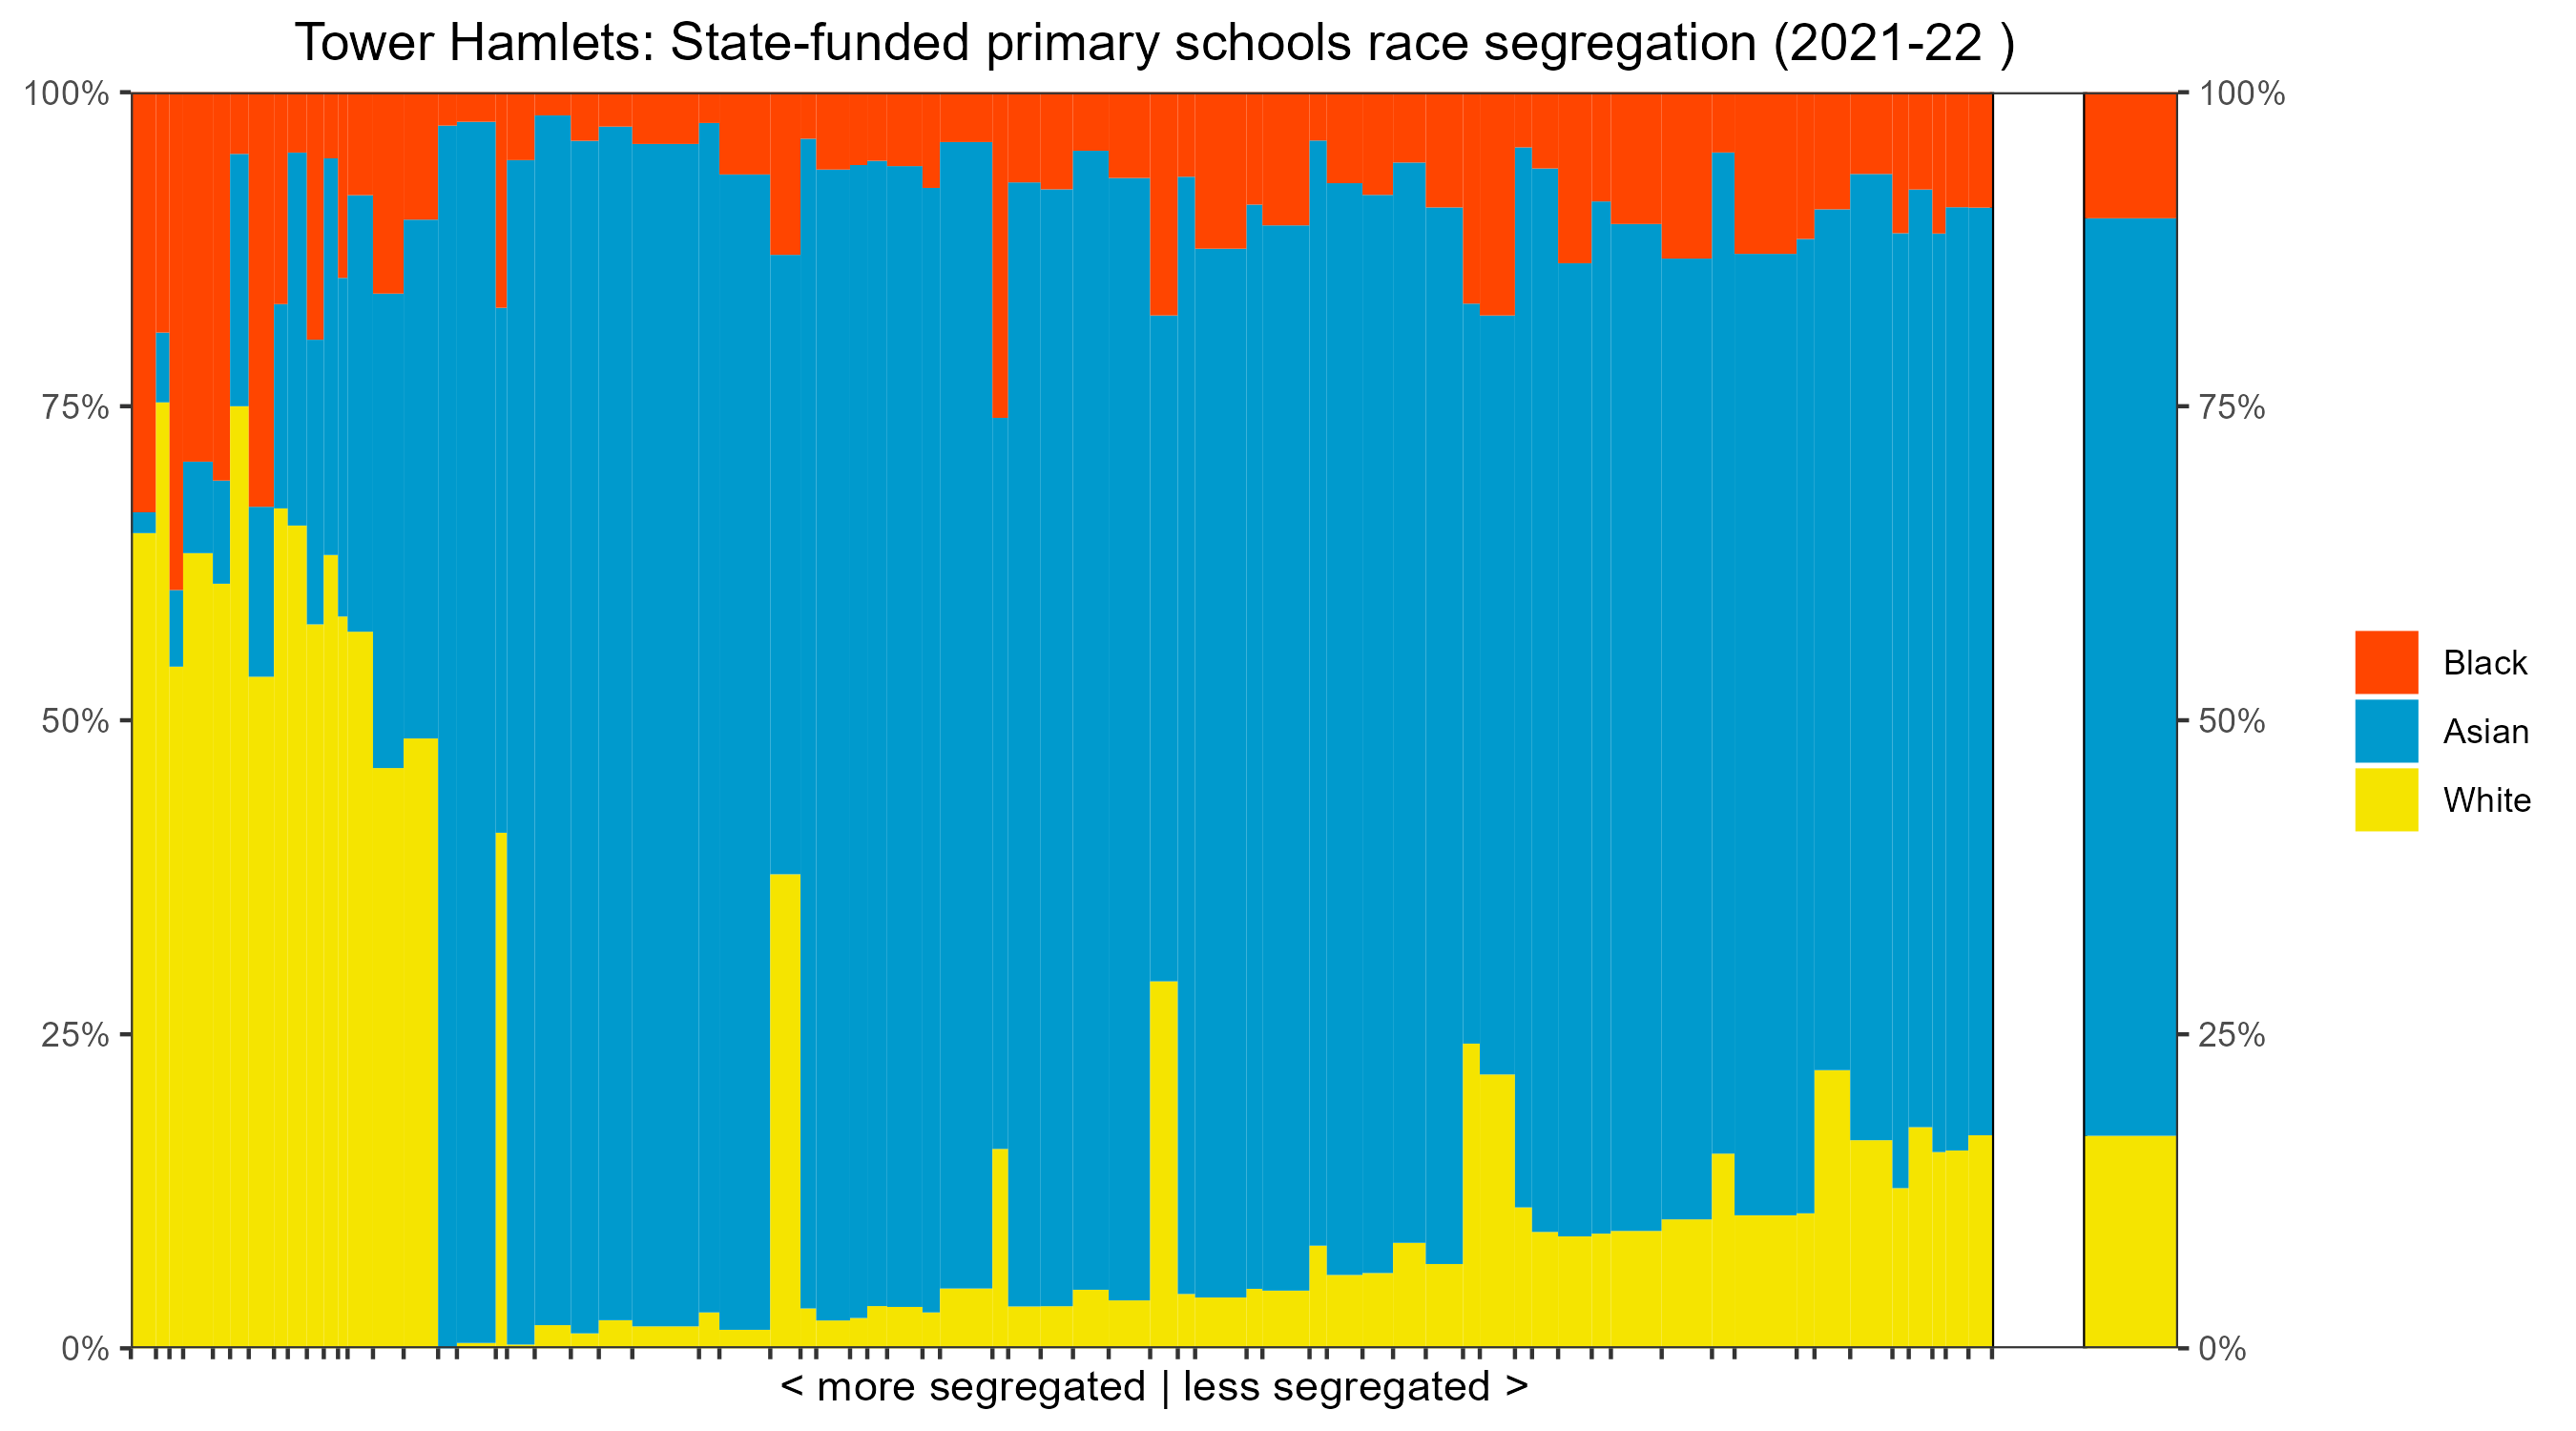 Tower Hamlets: State-funded primary schools race segregation (2021-22 )
100%
75%
50%
25%
0%
100%
75%
50%
25%
0%
Black
Asian
White
< more segregated | less segregated >